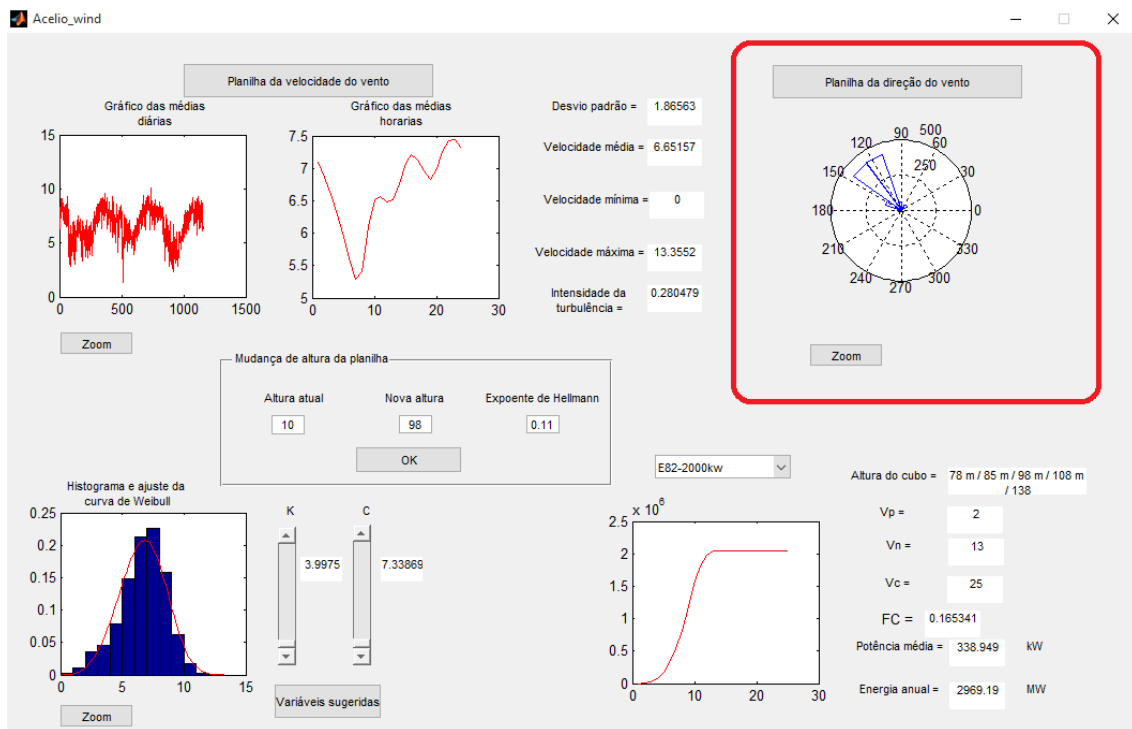 Acelio_wind
Planilha da velocidade do vento
Gráfico das médias
diárias
15
10
5
0
0 500 1000 1500
Zoom
Gráfico das médias
horarias
7.5
7
6.5
6
5.5
5
0 10 20 30
Desvio padrão = 1.86563
Velocidade média = 6.65157
Velocidade mínima = 0
Velocidade máxima = 13.3552
Intensidade da
turbulência =
0.280479
Planilha da direção do vento
90 500
120 60
250
150 30
180 0
210 330
240 300
270
Zoom
Mudança de altura da planilha
Altura atual Nova altura Expoente de Hellmann
10 98 0.11
OK
Histograma e ajuste da
curva de Weibull
0.25
0.2
0.15
0.1
0.05
0
0 5 10 15
Zoom
K C
3.9975 7.33869
Variáveis sugeridas
E82-2000kw
x 10^6
2.5
2
1.5
1
0.5
0
0 10 20 30
Altura do cubo = 78 m / 85 m / 98 m / 108 m
/ 138
Vp = 2
Vn = 13
Vc = 25
FC = 0.165341
Potência média = 338.949 kW
Energia anual = 2969.19 MW